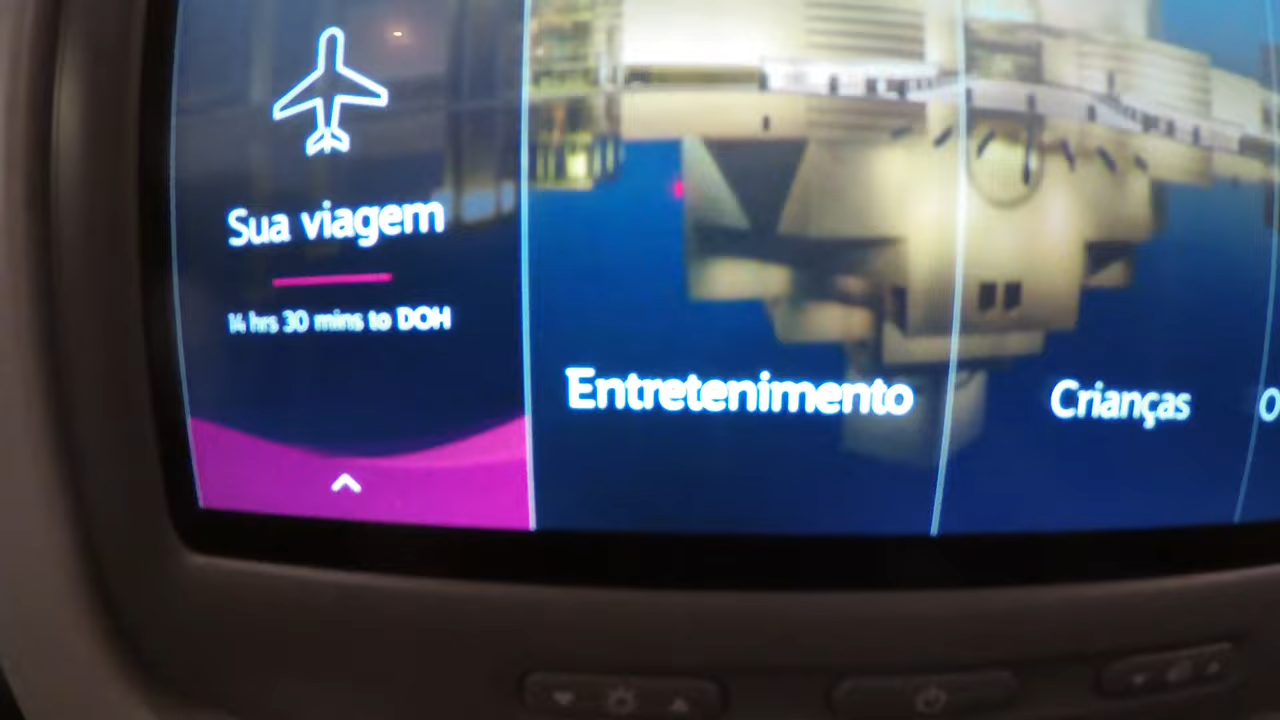 Sua viagem
14 hrs 30 mins to DOH
Entretenimento
Crianças